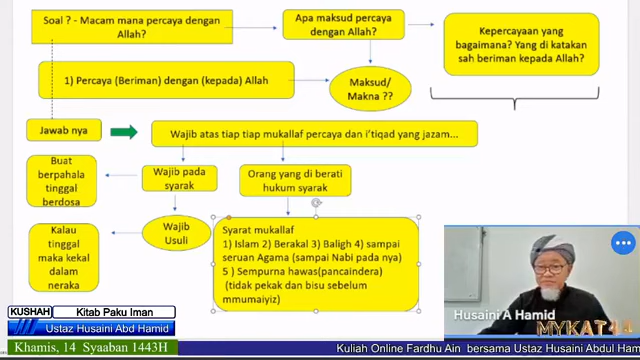 Soal ? - Macam mana percaya dengan
Allah?
Apa maksud percaya
dengan Allah?
Kepercayaan yang
bagaimana? Yang di katakan
sah beriman kepada Allah?
1) Percaya (Beriman) dengan (kepada) Allah
Maksud/
Makna ??
Jawab nya
Wajib atas tiap tiap mukallaf percaya dan i'tiqad yang jazam...
Buat
berpahala
tinggal
berdosa
Wajib pada
syarak
Orang yang di berati
hukum syarak
Kalau
tinggal
maka kekal
dalam
neraka
Wajib
Usuli
Syarat mukallaf
1) Islam 2) Berakal 3) Baligh 4) sampai
seruan Agama (sampai Nabi pada nya)
5 ) Sempurna hawas(pancaindera)
(tidak pekak dan bisu sebelum
mmumaiyiz)
Husaini A Hamid
MYKAT
KUSHAH
Kitab Paku Iman
Ustaz Husaini Abd Hamid
Khamis, 14 Syaaban 1443H
Kuliah Online Fardhu Ain bersama Ustaz Husaini Abdul Ham